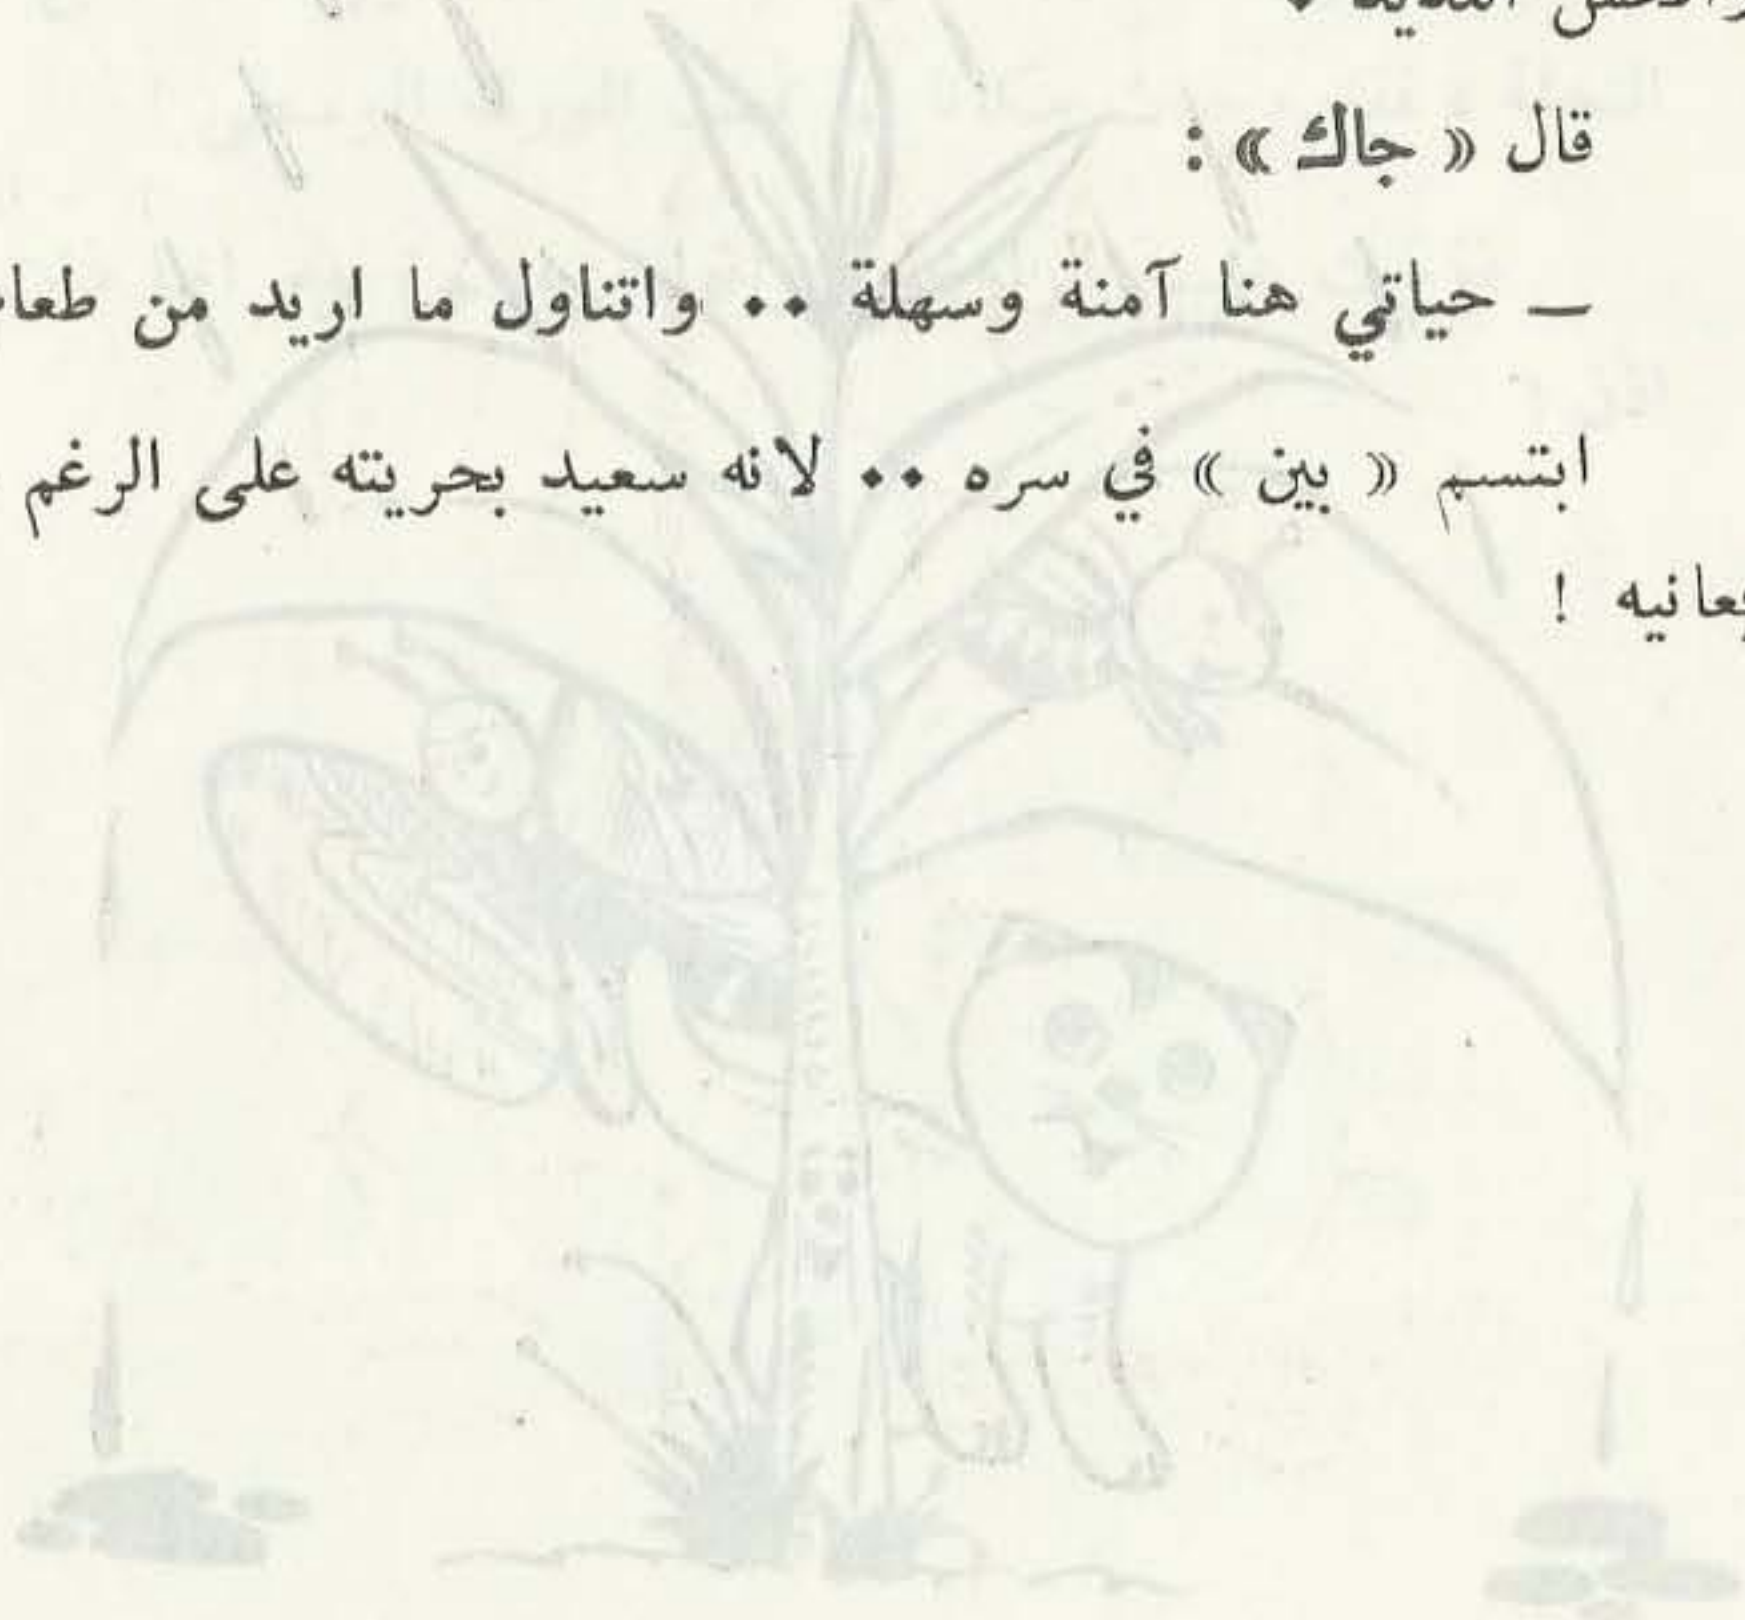 قال « جاك » :
– حياتي هنا آمنة وسهلة .. واتناول ما اريد من
ابتسم « بين » في سره .. لانه سعيد بحريته على الرغم
!